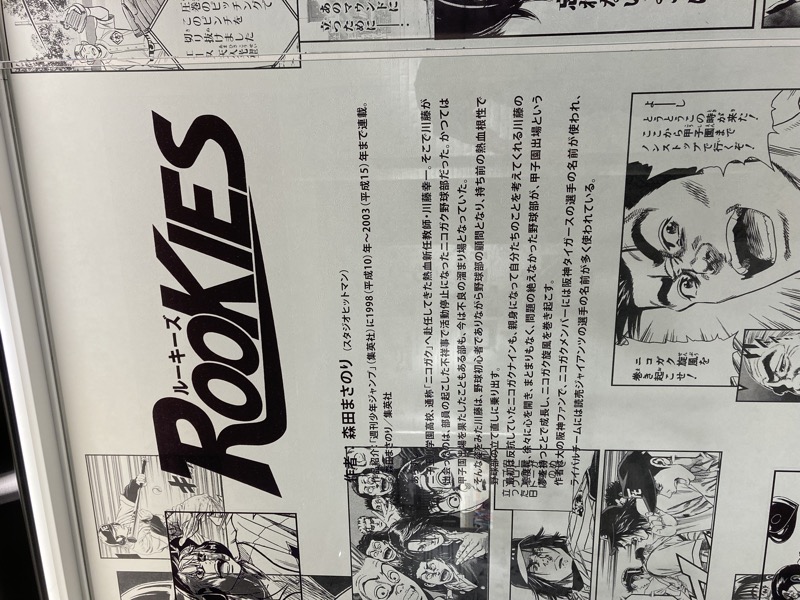 ルーキーズ
ROOKIES
作者：森田まさのり（スタジオヒットマン）
紹介：「週刊少年ジャンプ」（集英社）に1998（平成10）年〜2003（平成15）年まで連載。
森田まさのり／集英社
学園高校、通称「ニコガク」へ赴任してきた熱血新任教師・川藤幸一。そこで川藤が
出会ったのは、部員の起こした不祥事で活動停止になったニコガク野球部だった。かつては
甲子園出場を果たしたこともある部も、今は不良の溜まり場となっていた。
そんな姿をみた川藤は、野球初心者でありながら野球部の顧問となり、持ち前の熱血根性で
野球部の立て直しに乗り出す。
最初は反抗していたニコガクナインも、親身になって自分たちのことを考えてくれる川藤の
態度に、徐々に心を開き、まとまりもなく、問題の絶えなかった野球部が、甲子園出場という
夢を持つことで成長し、ニコガク旋風を巻き起こす。
作者は大の阪神ファンで、ニコガクメンバーには阪神タイガースの選手の名前が使われ、
ライバルチームには読売ジャイアンツの選手の名前が多く使われている。
圧巻のピッチングで
このピンチを
切り抜けました
エース
あのマウンドに
立つために――
立った日
よーし
とうとうこの時が来た！
ここから甲子園まで
ノンストップで行くぞ！
ニコガク旋風を
巻き起こせ！